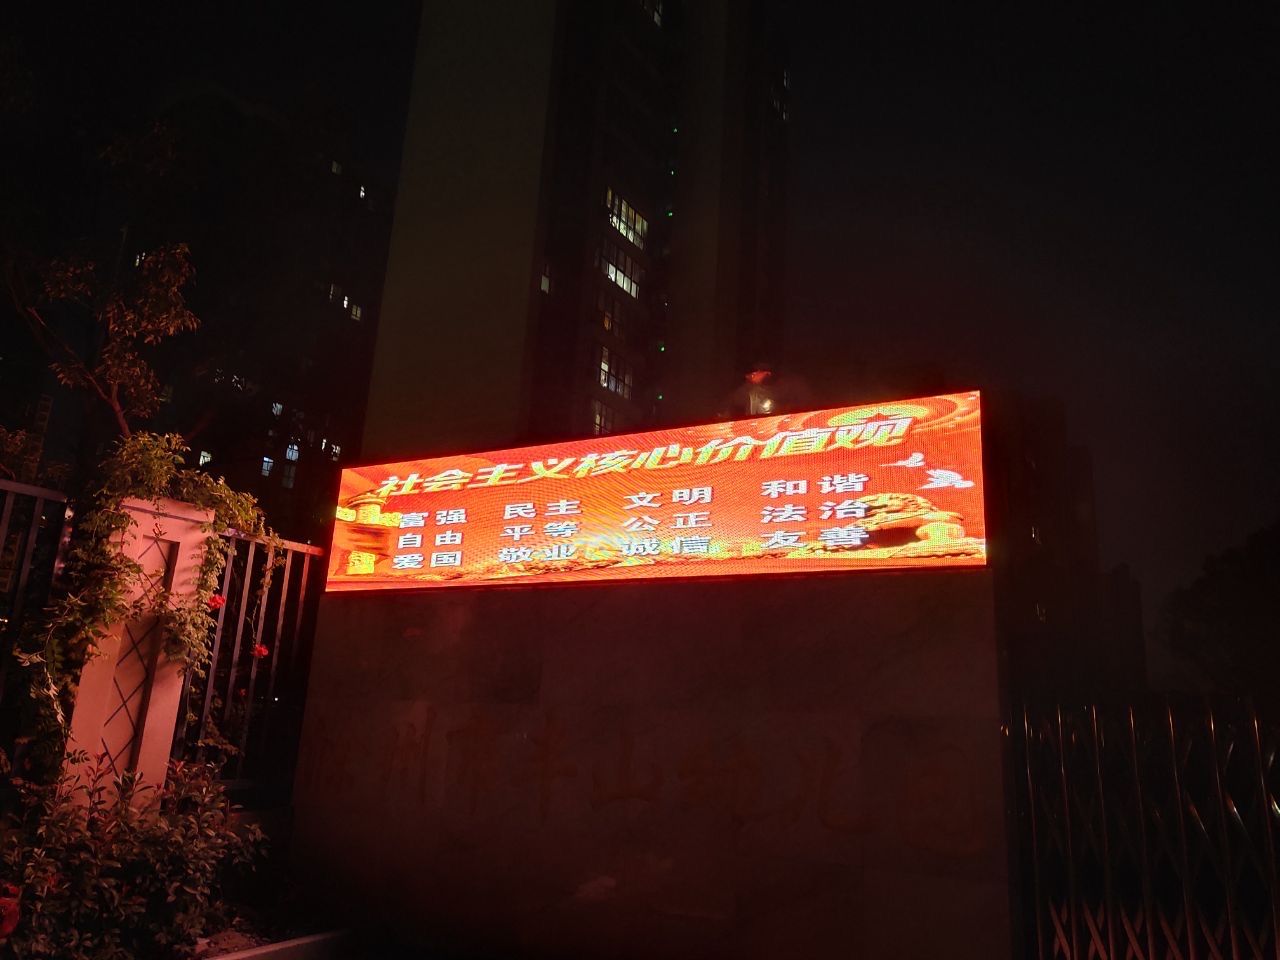 社会主义核心价值观
富强 民主 文明 和谐
自由 平等 公正 法治
爱国 敬业 诚信 友善